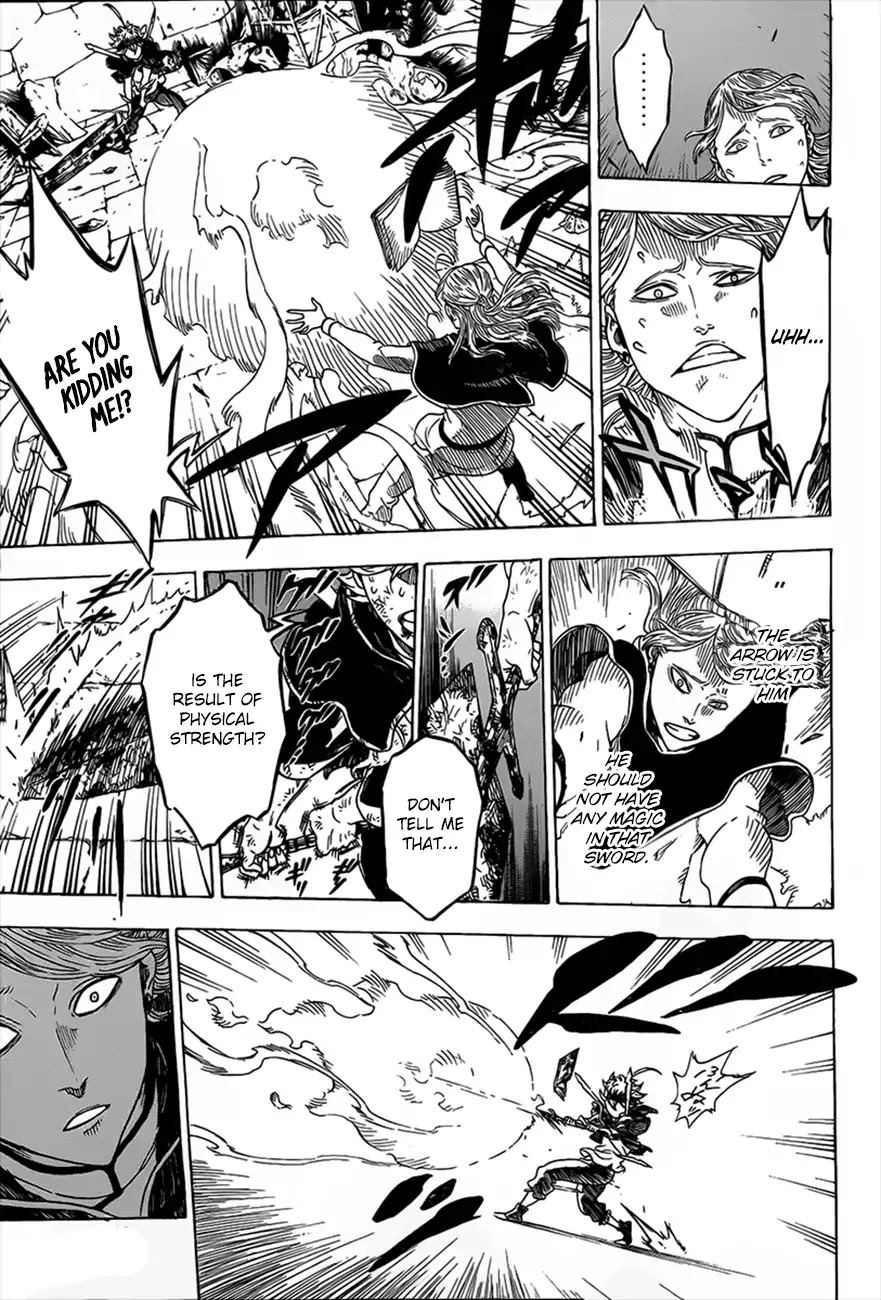 .......
UHH...
ARE YOU
KIDDING
ME!?
..
THE
ARROW IS
STUCK TO
HIM
HE
SHOULD
NOT HAVE
ANY MAGIC
IN THAT
SWORD.
DON'T
TELL ME
THAT...
IS THE
RESULT OF
PHYSICAL
STRENGTH?